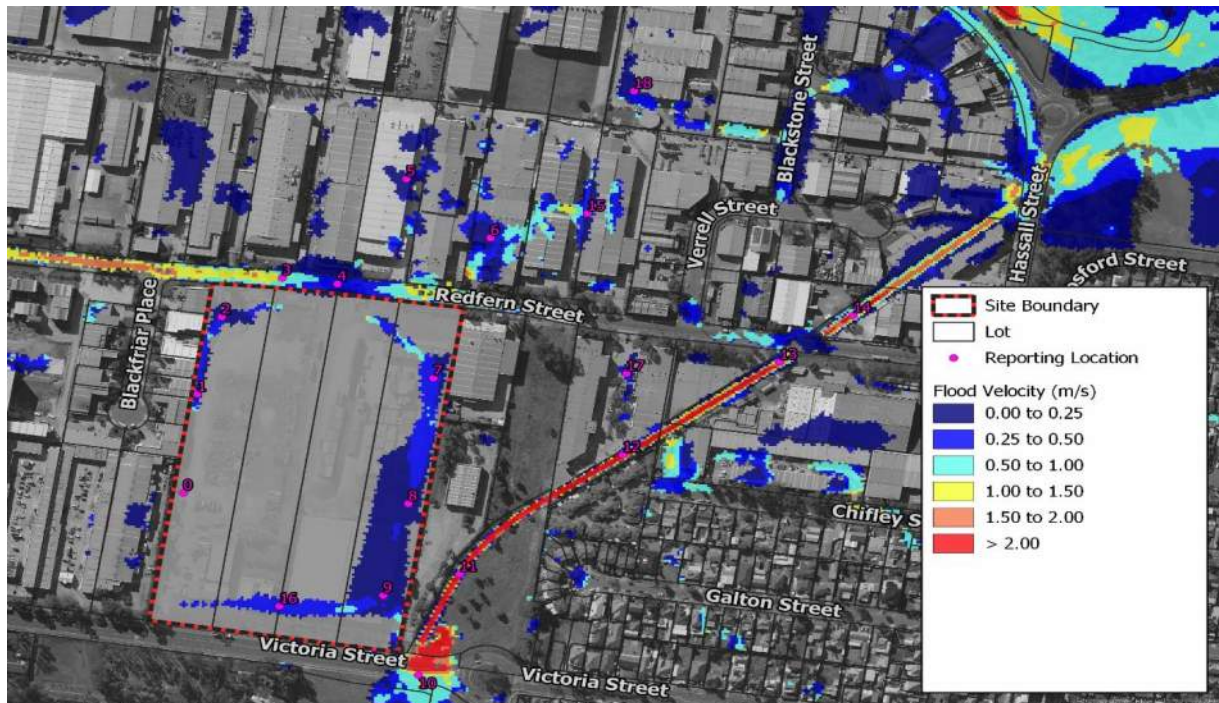 18
Blackstone Street
5
15
Verrell Street
6
Hassall Street
sford Street
3
4
Redfern Street
Blackfriar Place
2
14
13
1
7
17
12
0
8
Chifley S
11
9
16
Galton Street
Victoria Street
10
Victoria Street
Site Boundary
Lot
Reporting Location
Flood Velocity (m/s)
0.00 to 0.25
0.25 to 0.50
0.50 to 1.00
1.00 to 1.50
1.50 to 2.00
> 2.00